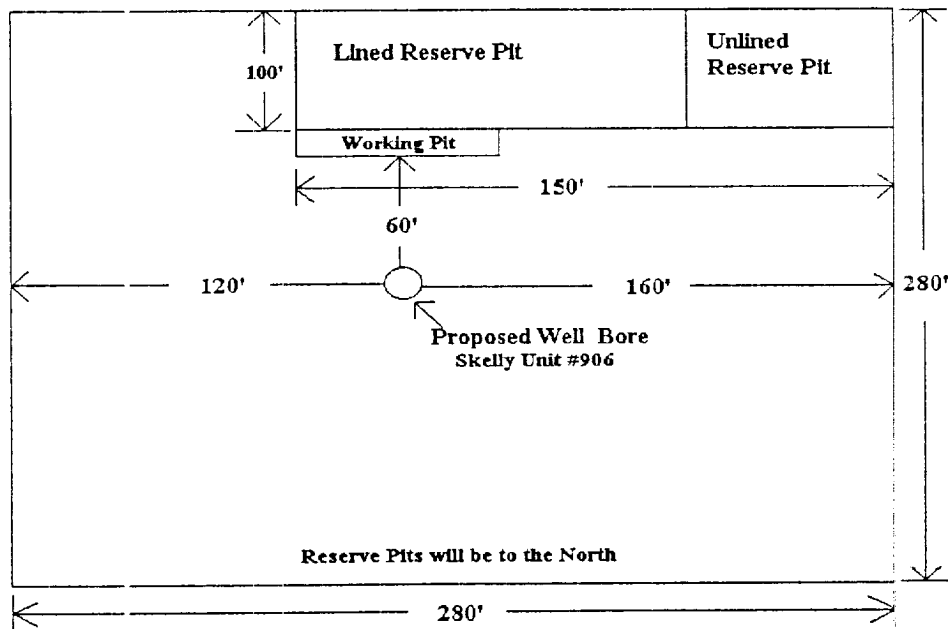 Lined Reserve Pit
Unlined
Reserve Pit
100'
Working Pit
150'
60'
120'
160'
280'
Proposed Well Bore
Skelly Unit #906
Reserve Pits will be to the North
280'